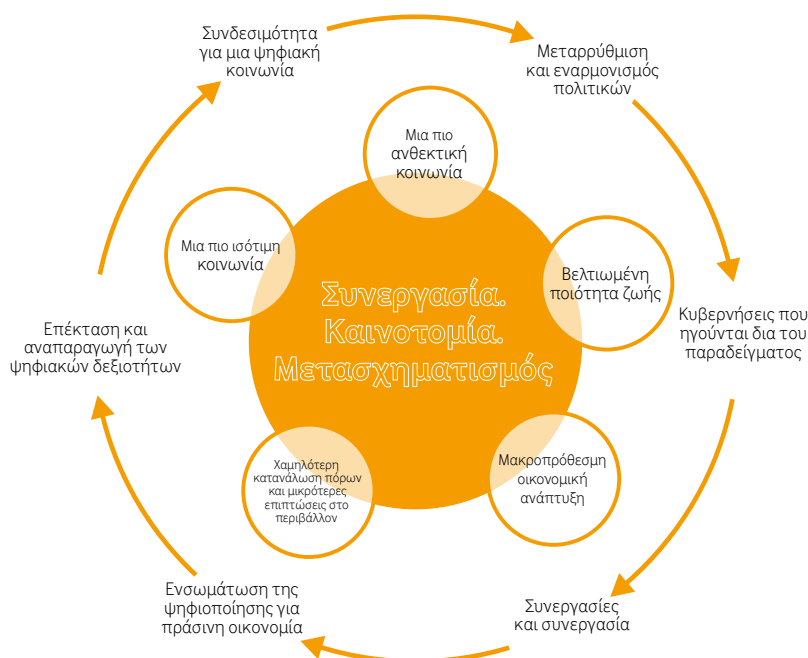 Συνδεσιμότητα
για μια ψηφιακή
κοινωνία
Μεταρρύθμιση
και εναρμονισμός
πολιτικών
Μια πιο
ανθεκτική
κοινωνία
Μια πιο ισότιμη
κοινωνία
Βελτιωμένη
ποιότητα ζωής
Συνεργασία.
Καινοτομία.
Μετασχηματισμός
Κυβερνήσεις που
ηγούνται δια του
παραδείγματος
Επέκταση και
αναπαραγωγή των
ψηφιακών δεξιοτήτων
Χαμηλότερη
κατανάλωση πόρων
και μικρότερες
επιπτώσεις στο
περιβάλλον
Μακροπρόθεσμη
οικονομική
ανάπτυξη
Ενσωμάτωση της
ψηφιοποίησης για
πράσινη οικονομία
Συνεργασίες
και συνεργασία